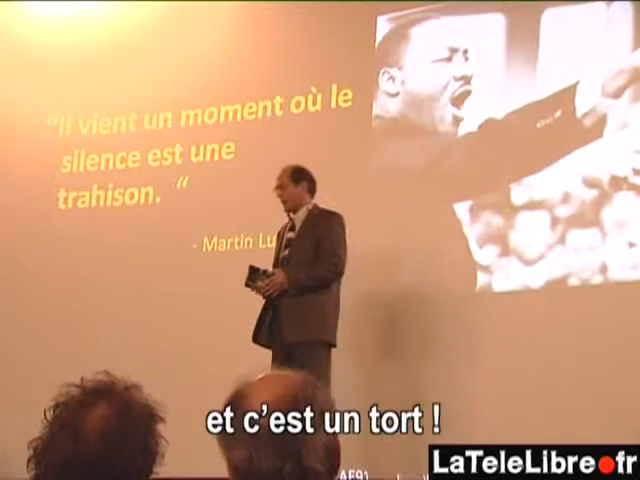 “Il vient un moment où le
silence est une
trahison. “
- Martin Lu
et c'est un tort !
LaTeleLibre.fr